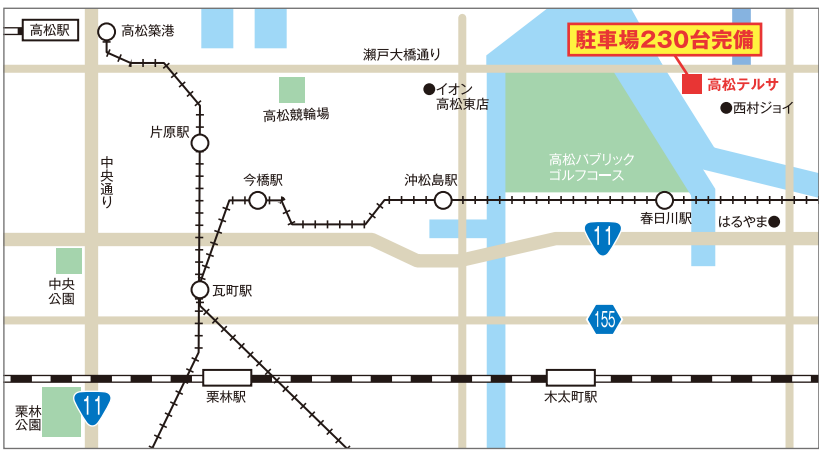 高松駅
高松築港
駐車場230台完備
瀬戸大橋通り
高松テルサ
イオン
高松東店
西村ジョイ
高松競輪場
片原駅
中央通り
高松パブリック
ゴルフコース
今橋駅
沖松島駅
春日川駅
はるやま
11
中央
公園
瓦町駅
155
栗林駅
木太町駅
栗林
公園
11